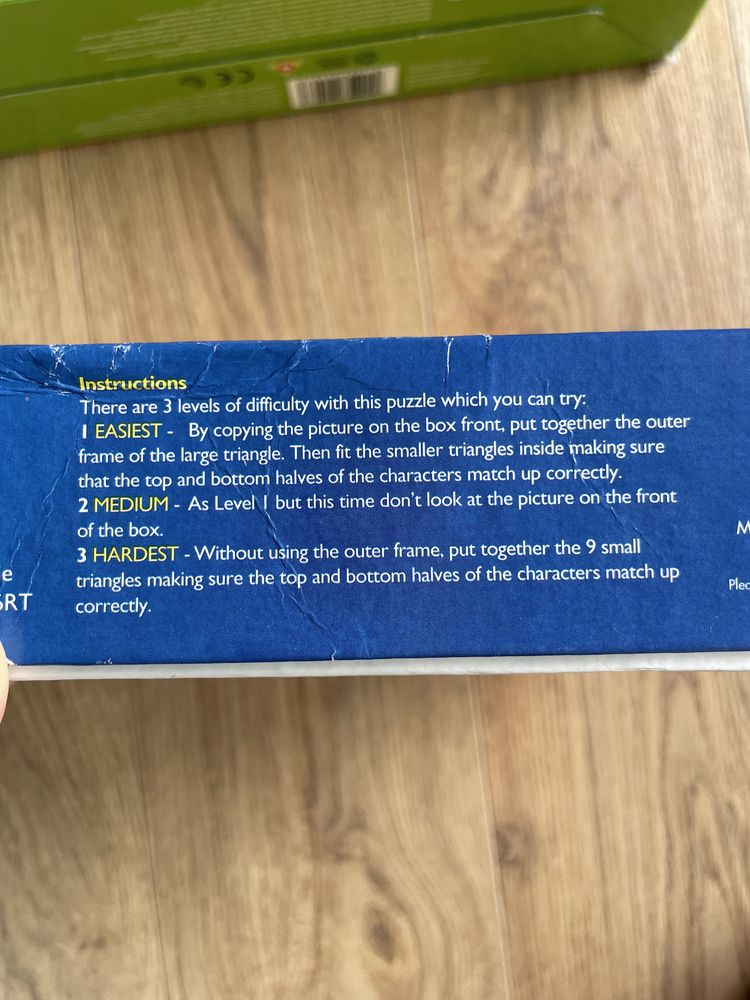 Instructions
There are 3 levels of difficulty with this puzzle which you can try:
1 EASIEST - By copying the picture on the box front, put together the outer
frame of the large triangle. Then fit the smaller triangles inside making sure
that the top and bottom halves of the characters match up correctly.
2 MEDIUM - As Level 1 but this time don't look at the picture on the front
of the box.
3 HARDEST - Without using the outer frame, put together the 9 small
triangles making sure the top and bottom halves of the characters match up
correctly.